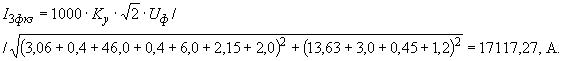 I₃фкз = 1000 · Kу · √2 · Uф /
/ √((3,06 + 0,4 + 46,0 + 0,4 + 6,0 + 2,15 + 2,0)² + (13,63 + 3,0 + 0,45 + 1,2)²) = 17117,27, А.